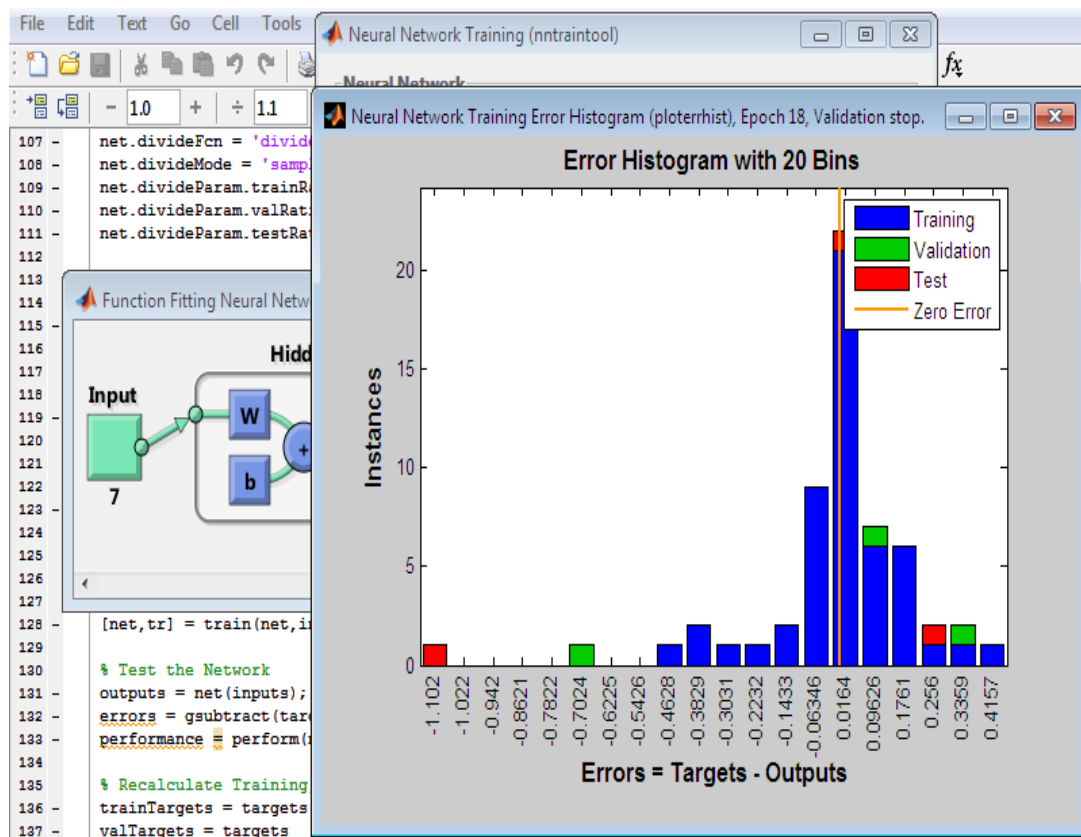 File Edit Text Go Cell Tools
Neural Network Training (nntraintool)
Neural Network
fx
1.0 + ÷ 1.1
Neural Network Training Error Histogram (ploterrhist), Epoch 18, Validation stop.
107 - net.divideFcn = 'divide
108 - net.divideMode = 'samp
109 - net.divideParam.trainRa
110 - net.divideParam.valRati
111 - net.divideParam.testRat
112
113
114 -
115 -
116
117
118 -
119 -
120
121
122
123 -
124
125
126
127
128 - [net,tr] = train(net,in
129
130 % Test the Network
131 - outputs = net(inputs);
132 - errors = gsubtract(targ
133 - performance = perform(n
134
135 % Recalculate Training
136 - trainTargets = targets
137 - valTargets = targets
Function Fitting Neural Netw
Hidd
Input
W
b
+
7
Error Histogram with 20 Bins
Training
Validation
Test
Zero Error
Instances
20
15
10
5
0
-1.102
-1.022
-0.942
-0.8621
-0.7822
-0.7024
-0.6225
-0.5426
-0.4628
-0.3829
-0.3031
-0.2232
-0.1433
-0.06346
0.0164
0.09626
0.1761
0.256
0.3359
0.4157
Errors = Targets - Outputs